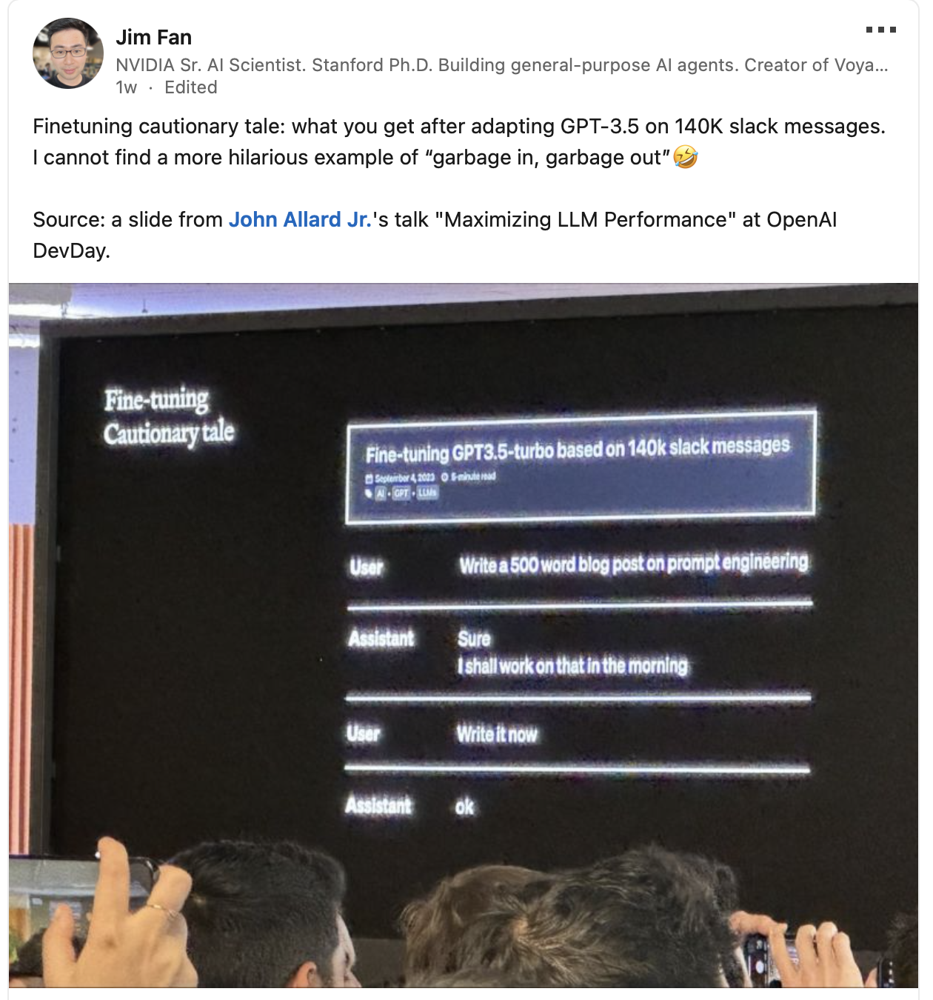 Jim Fan
NVIDIA Sr. AI Scientist. Stanford Ph.D. Building general-purpose AI agents. Creator of Voya...
1w · Edited
Finetuning cautionary tale: what you get after adapting GPT-3.5 on 140K slack messages.
I cannot find a more hilarious example of “garbage in, garbage out”🤣
Source: a slide from John Allard Jr.'s talk "Maximizing LLM Performance" at OpenAI
DevDay.
Fine-tuning
Cautionary tale
Fine-tuning GPT3.5-turbo based on 140k slack messages
September 4, 2023 5-minute read
AI • GPT • LLMs
User Write a 500 word blog post on prompt engineering
Assistant Sure
I shall work on that in the morning
User Write it now
Assistant ok